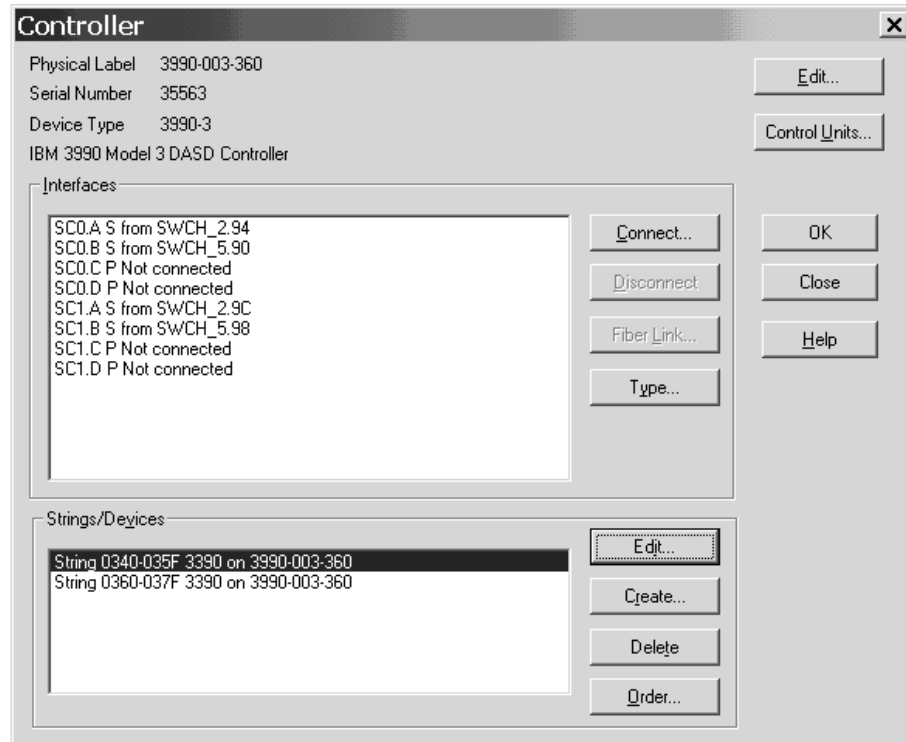 Controller
Physical Label 3990-003-360
Serial Number 35563
Device Type 3990-3
IBM 3990 Model 3 DASD Controller
Edit...
Control Units...
Interfaces
SC0.A S from SWCH_2.94
SC0.B S from SWCH_5.90
SC0.C P Not connected
SC0.D P Not connected
SC1.A S from SWCH_2.9C
SC1.B S from SWCH_5.98
SC1.C P Not connected
SC1.D P Not connected
Connect...
Disconnect
Fiber Link...
Type...
OK
Close
Help
Strings/Devices
String 0340-035F 3390 on 3990-003-360
String 0360-037F 3390 on 3990-003-360
Edit...
Create...
Delete
Order...